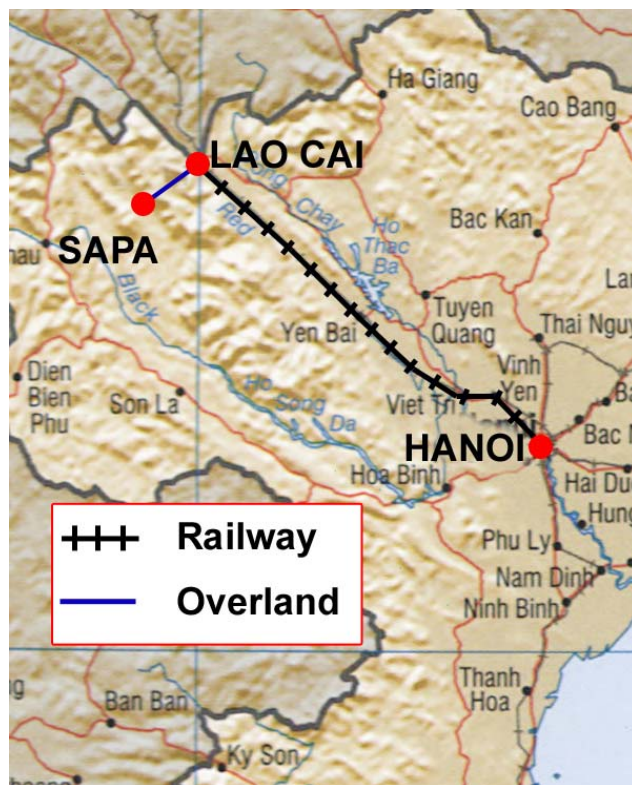 Ha Giang
Cao Bang
LAO CAI
Song
Chay
Red
Ho
Thac
Ba
Bac Kan
SAPA
Black
Tuyen
Quang
Yen Bai
Thai Nguy
Vinh
Yen
Dien
Bien
Phu
Son La
Ho
Song
Da
Viet Tri
Bac N
HANOI
Hoa Binh
Hai Du
Hung
Railway
Phu Ly
Nam Dinh
Overland
Ninh Binh
Thanh
Hoa
Ban Ban
Ky Son